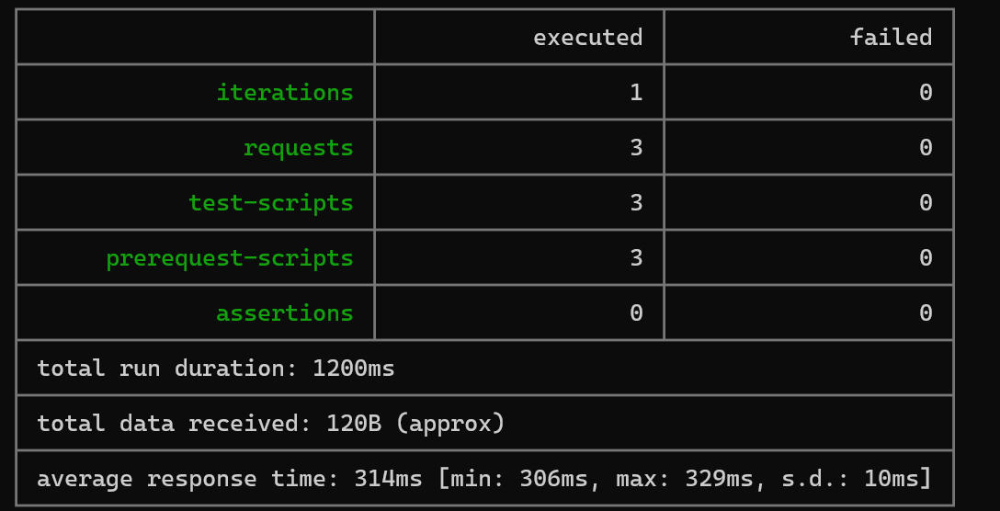 executed failed
iterations 1 0
requests 3 0
test-scripts 3 0
prerequest-scripts 3 0
assertions 0 0
total run duration: 1200ms
total data received: 120B (approx)
average response time: 314ms [min: 306ms, max: 329ms, s.d.: 10ms]